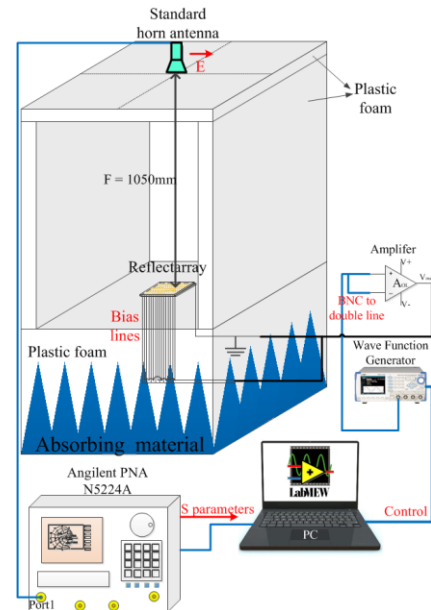 Standard
horn antenna
E
Plastic
foam
F = 1050mm
Reflectarray
Amplifer
V+
V-
BNC to
double line
Bias
lines
Wave Function
Generator
Plastic foam
Absorbing material
Angilent PNA
N5224A
S parameters
LabMEW
PC
Control
Port1